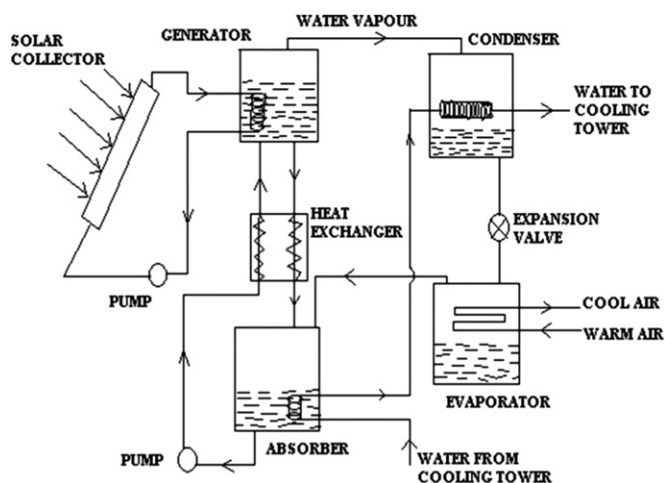 WATER VAPOUR
GENERATOR
CONDENSER
SOLAR
COLLECTOR
WATER TO
COOLING
TOWER
HEAT
EXCHANGER
EXPANSION
VALVE
PUMP
COOL AIR
WARM AIR
EVAPORATOR
ABSORBER
PUMP
WATER FROM
COOLING TOWER